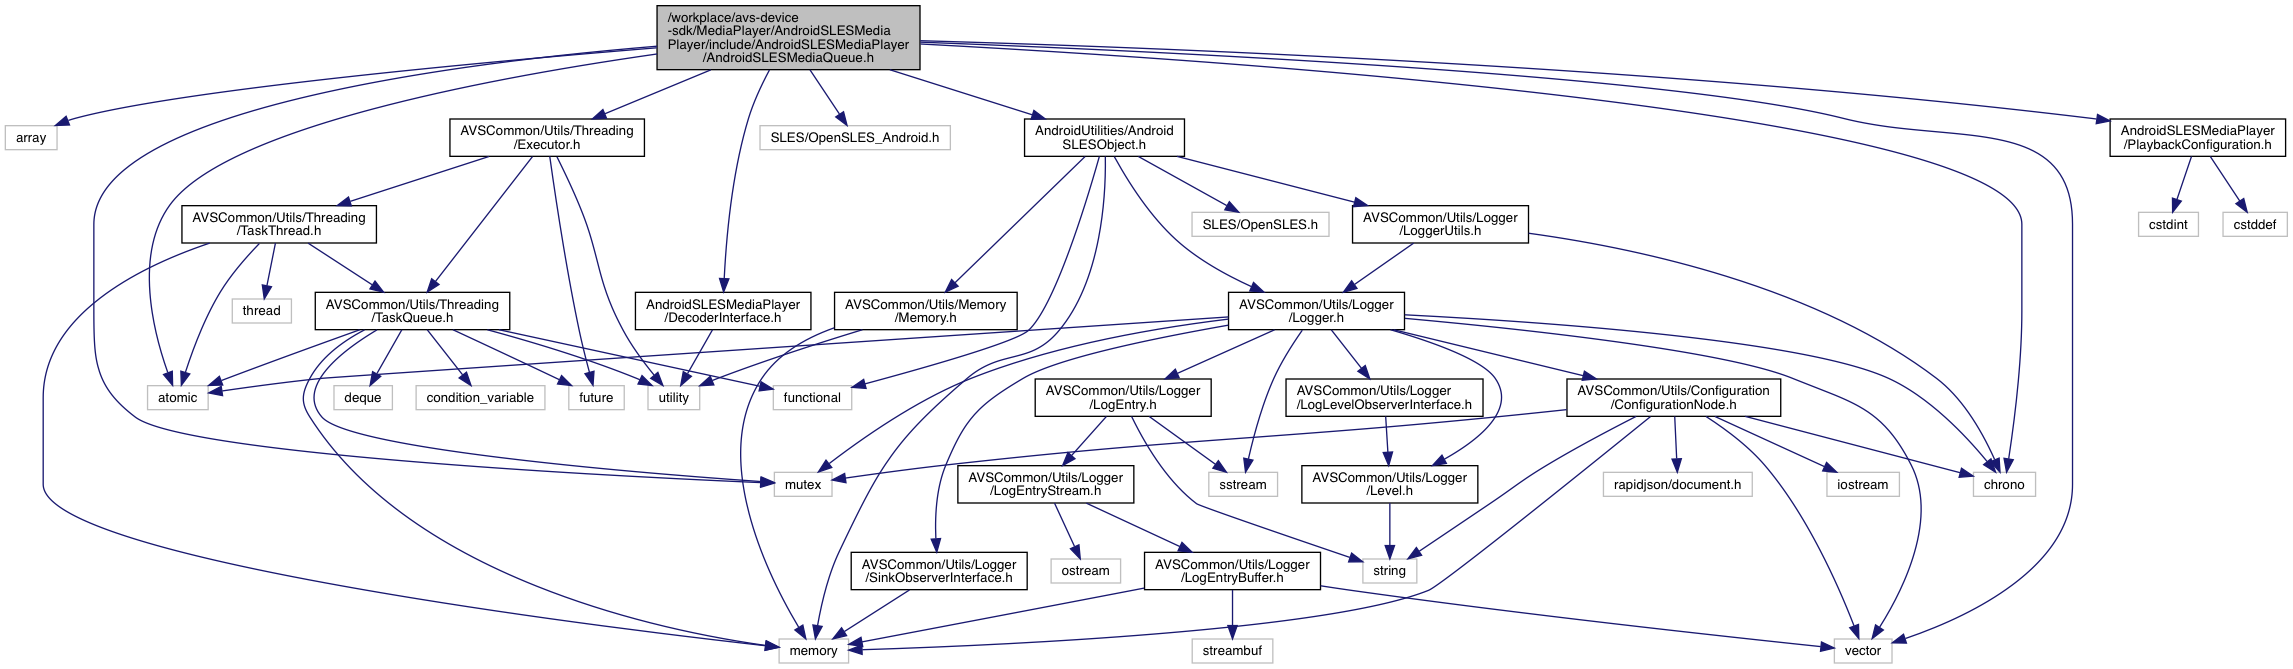 /workplace/avs-device
-sdk/MediaPlayer/AndroidSLESMedia
Player/include/AndroidSLESMediaPlayer
/AndroidSLESMediaQueue.h
array
AVSCommon/Utils/Threading
/Executor.h
SLES/OpenSLES_Android.h
AndroidUtilities/Android
SLESObject.h
AndroidSLESMediaPlayer
/PlaybackConfiguration.h
AVSCommon/Utils/Threading
/TaskThread.h
SLES/OpenSLES.h
AVSCommon/Utils/Logger
/LoggerUtils.h
cstdint
cstddef
thread
AVSCommon/Utils/Threading
/TaskQueue.h
AndroidSLESMediaPlayer
/DecoderInterface.h
AVSCommon/Utils/Memory
/Memory.h
AVSCommon/Utils/Logger
/Logger.h
atomic
deque
condition_variable
future
utility
functional
AVSCommon/Utils/Logger
/LogEntry.h
AVSCommon/Utils/Logger
/LogLevelObserverInterface.h
AVSCommon/Utils/Configuration
/ConfigurationNode.h
mutex
AVSCommon/Utils/Logger
/LogEntryStream.h
sstream
AVSCommon/Utils/Logger
/Level.h
rapidjson/document.h
iostream
chrono
AVSCommon/Utils/Logger
/SinkObserverInterface.h
ostream
AVSCommon/Utils/Logger
/LogEntryBuffer.h
string
memory
streambuf
vector